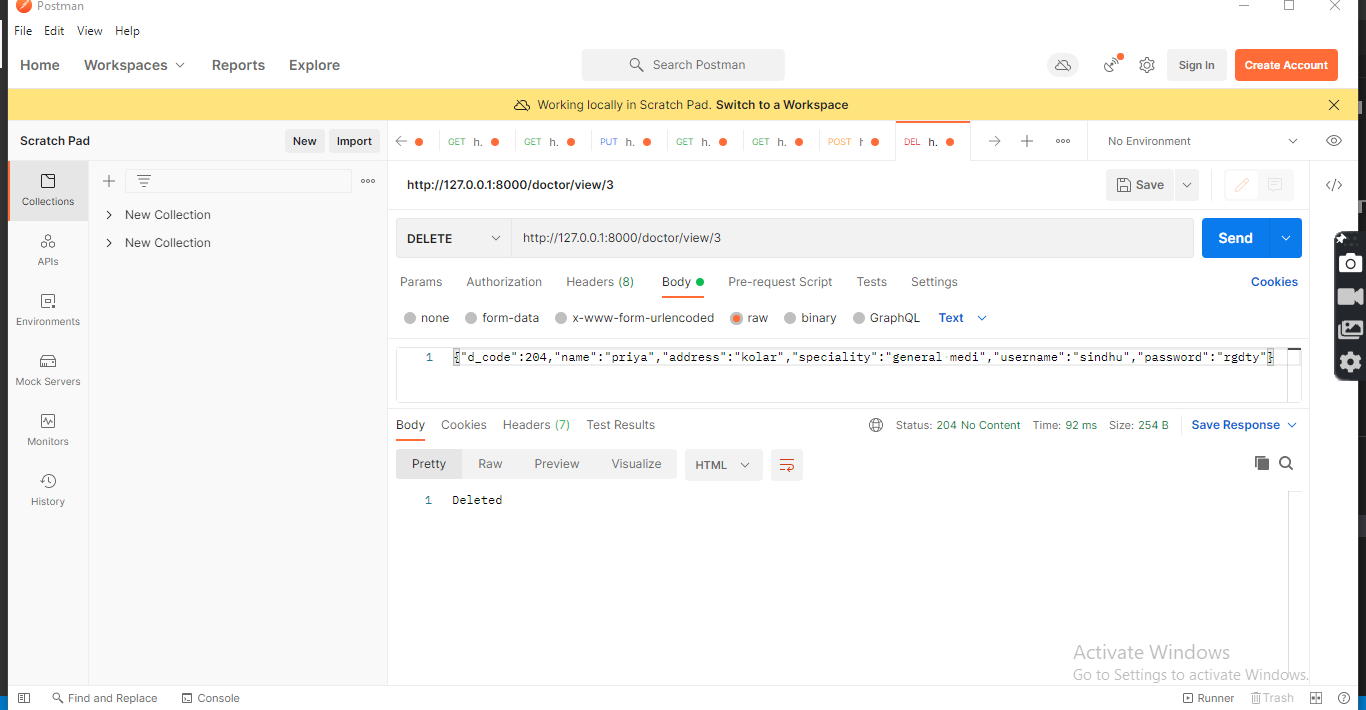 Postman
File Edit View Help
Home Workspaces Reports Explore Search Postman Sign In Create Account
Working locally in Scratch Pad. Switch to a Workspace
Scratch Pad New Import GET h. GET h. PUT h. GET h. GET h. POST h DEL h. No Environment
http://127.0.0.1:8000/doctor/view/3 Save
Collections
New Collection
New Collection
APIs
Environments
Mock Servers
Monitors
History
DELETE http://127.0.0.1:8000/doctor/view/3 Send
Params Authorization Headers (8) Body Pre-request Script Tests Settings Cookies
none form-data x-www-form-urlencoded raw binary GraphQL Text
1 {"d_code":204,"name":"priya","address":"kolar","speciality":"general medi","username":"sindhu","password":"rgdty"}
Body Cookies Headers (7) Test Results Status: 204 No Content Time: 92 ms Size: 254 B Save Response
Pretty Raw Preview Visualize HTML
1 Deleted
Activate Windows
Go to Settings to activate Windows.
Find and Replace Console Runner Trash